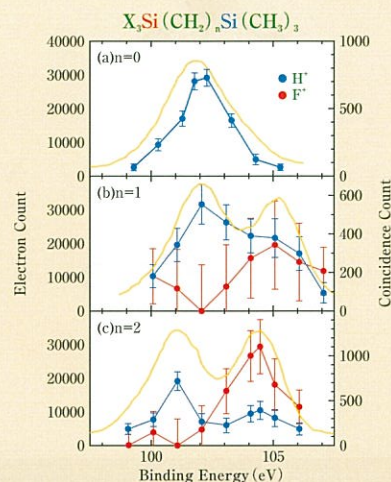 X₃Si(CH₂)ₙSi(CH₃)₃
Electron Count
Coincidence Count
40000
30000
20000
10000
0
800
400
0
(a)n=0
H⁺
F⁺
30000
20000
10000
0
600
400
200
0
(b)n=1
30000
20000
10000
0
1000
500
0
(c)n=2
100
105
Binding Energy (eV)